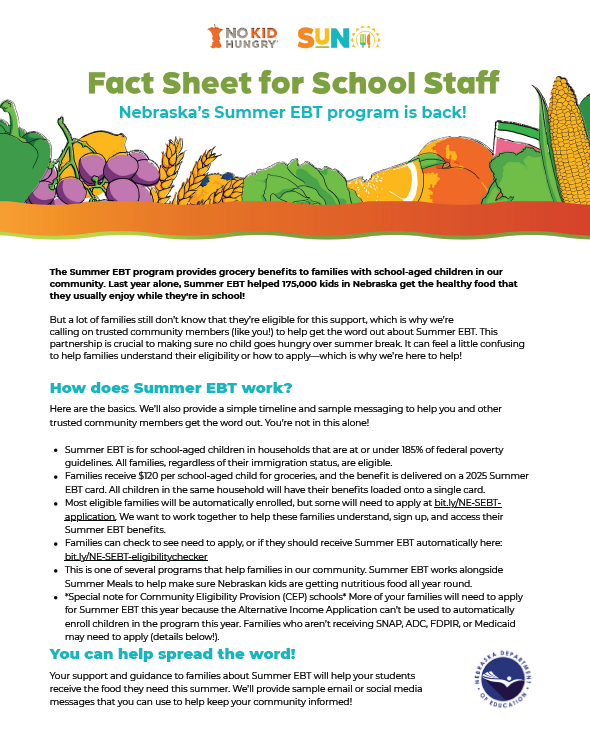 NO KID
HUNGRY
SUN
Fact Sheet for School Staff
Nebraska's Summer EBT program is back!
The Summer EBT program provides grocery benefits to families with school-aged children in our
community. Last year alone, Summer EBT helped 175,000 kids in Nebraska get the healthy food that
they usually enjoy while they're in school!
But a lot of families still don't know that they're eligible for this support, which is why we're
calling on trusted community members (like you!) to help get the word out about Summer EBT. This
partnership is crucial to making sure no child goes hungry over summer break. It can feel a little confusing
to help families understand their eligibility or how to apply—which is why we're here to help!
How does Summer EBT work?
Here are the basics. We'll also provide a simple timeline and sample messaging to help you and other
trusted community members get the word out. You're not in this alone!
• Summer EBT is for school-aged children in households that are at or under 185% of federal poverty
guidelines. All families, regardless of their immigration status, are eligible.
• Families receive $120 per school-aged child for groceries, and the benefit is delivered on a 2025 Summer
EBT card. All children in the same household will have their benefits loaded onto a single card.
• Most eligible families will be automatically enrolled, but some will need to apply at bit.ly/NE-SEBT-
application. We want to work together to help these families understand, sign up, and access their
Summer EBT benefits.
• Families can check to see need to apply, or if they should receive Summer EBT automatically here:
bit.ly/NE-SEBT-eligibilitychecker
• This is one of several programs that help families in our community. Summer EBT works alongside
Summer Meals to help make sure Nebraskan kids are getting nutritious food all year round.
• *Special note for Community Eligibility Provision (CEP) schools* More of your families will need to apply
for Summer EBT this year because the Alternative Income Application can't be used to automatically
enroll children in the program this year. Families who aren't receiving SNAP, ADC, FDPIR, or Medicaid
may need to apply (details below!).
You can help spread the word!
Your support and guidance to families about Summer EBT will help your students
receive the food they need this summer. We'll provide sample email or social media
messages that you can use to help keep your community informed!
NEBRASKA DEPARTMENT
OF EDUCATION